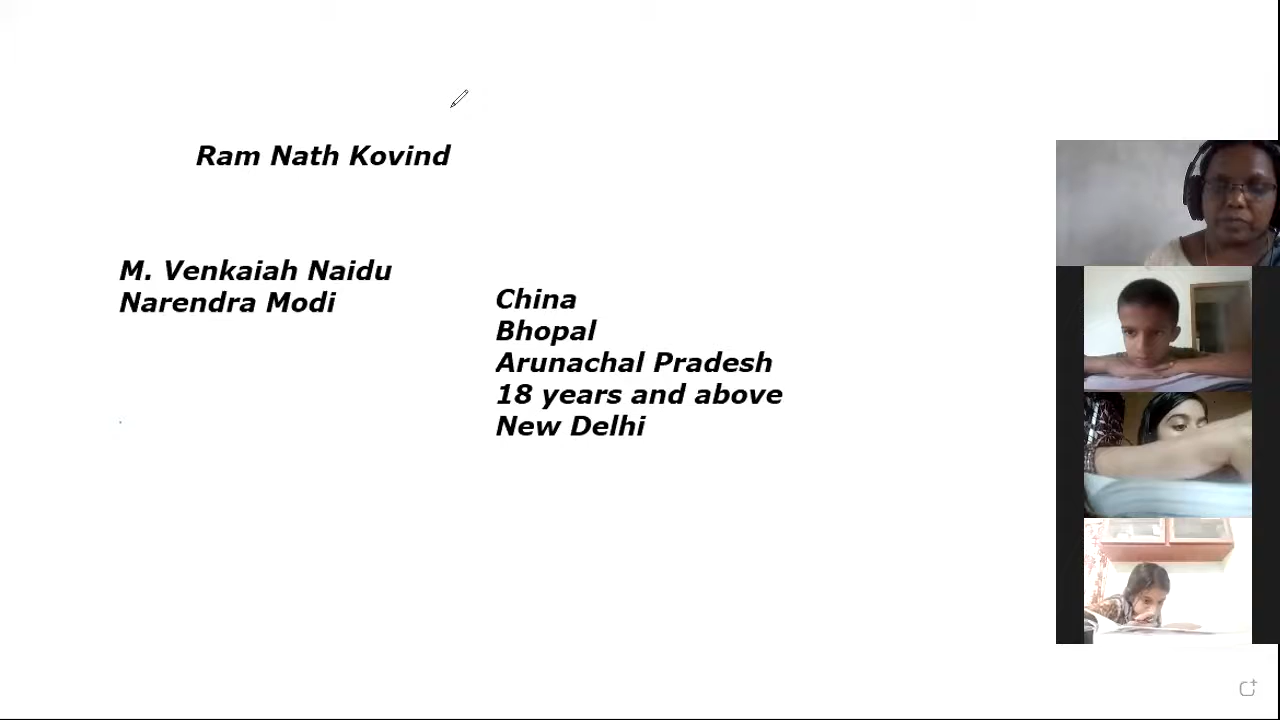 Ram Nath Kovind
M. Venkaiah Naidu
Narendra Modi
China
Bhopal
Arunachal Pradesh
18 years and above
New Delhi